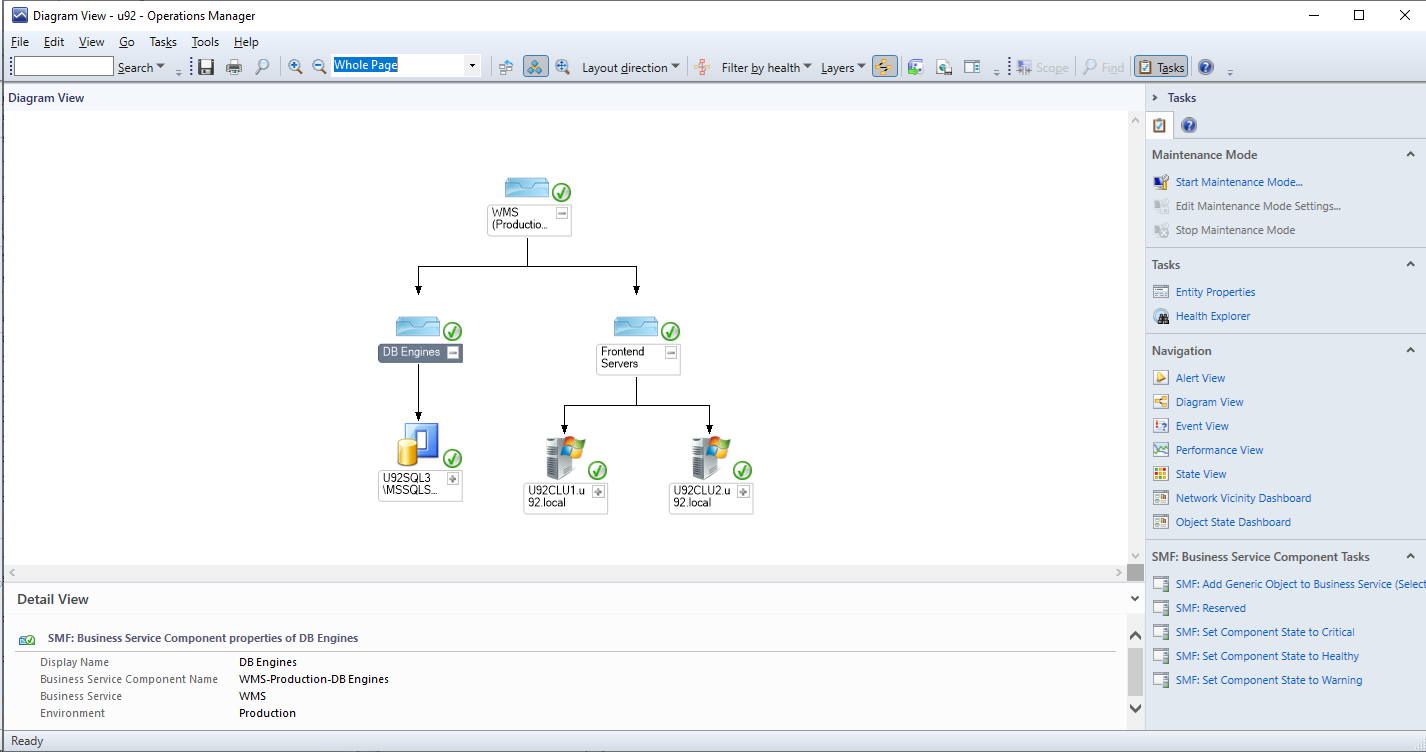 Diagram View - u92 - Operations Manager
File Edit View Go Tasks Tools Help
Search Whole Page Layout direction Filter by health Layers Scope Find Tasks
Diagram View
WMS
(Productio...
DB Engines
Frontend
Servers
U92SQL3
\MSSQLS...
U92CLU1.u
92.local
U92CLU2.u
92.local
Detail View
SMF: Business Service Component properties of DB Engines
Display Name DB Engines
Business Service Component Name WMS-Production-DB Engines
Business Service WMS
Environment Production
Tasks
Maintenance Mode
Start Maintenance Mode...
Edit Maintenance Mode Settings...
Stop Maintenance Mode
Tasks
Entity Properties
Health Explorer
Navigation
Alert View
Diagram View
Event View
Performance View
State View
Network Vicinity Dashboard
Object State Dashboard
SMF: Business Service Component Tasks
SMF: Add Generic Object to Business Service (Select
SMF: Reserved
SMF: Set Component State to Critical
SMF: Set Component State to Healthy
SMF: Set Component State to Warning
Ready